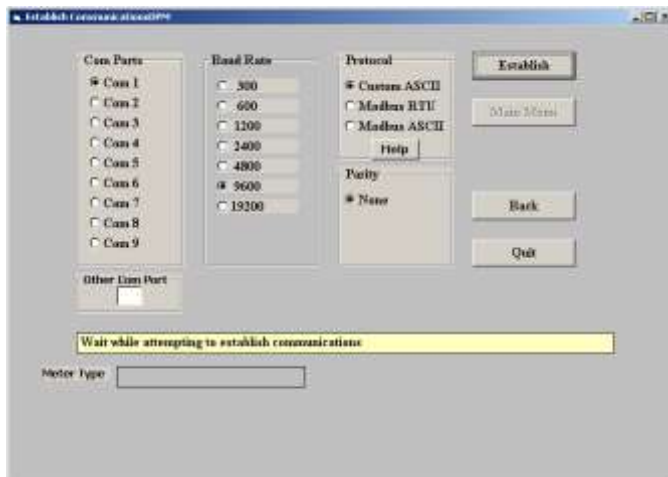 Establish Communications
Com Ports
Com 1
Com 2
Com 3
Com 4
Com 5
Com 6
Com 7
Com 8
Com 9
Other Com Port
Baud Rate
300
600
1200
2400
4800
9600
19200
Protocol
Custom ASCII
Modbus RTU
Modbus ASCII
Help
Parity
None
Establish
Main Menu
Back
Quit
Wait while attempting to establish communications
Meter Type